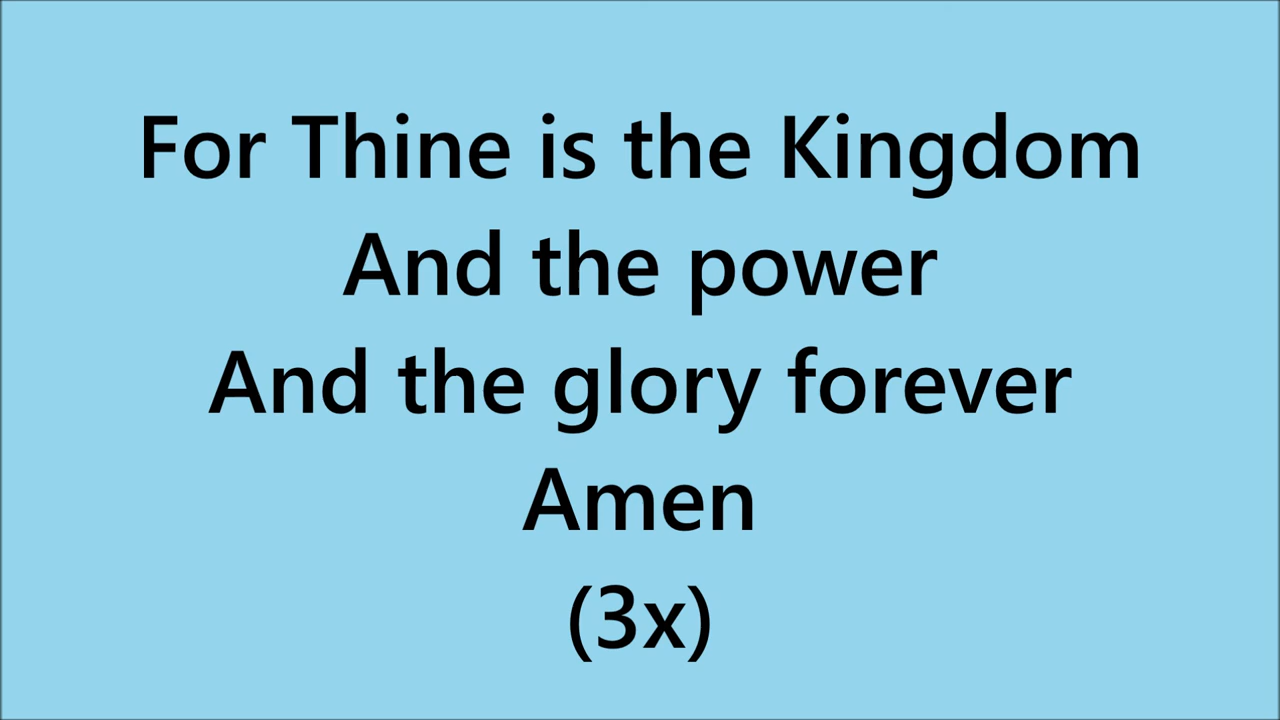 For Thine is the Kingdom
And the power
And the glory forever
Amen
(3x)